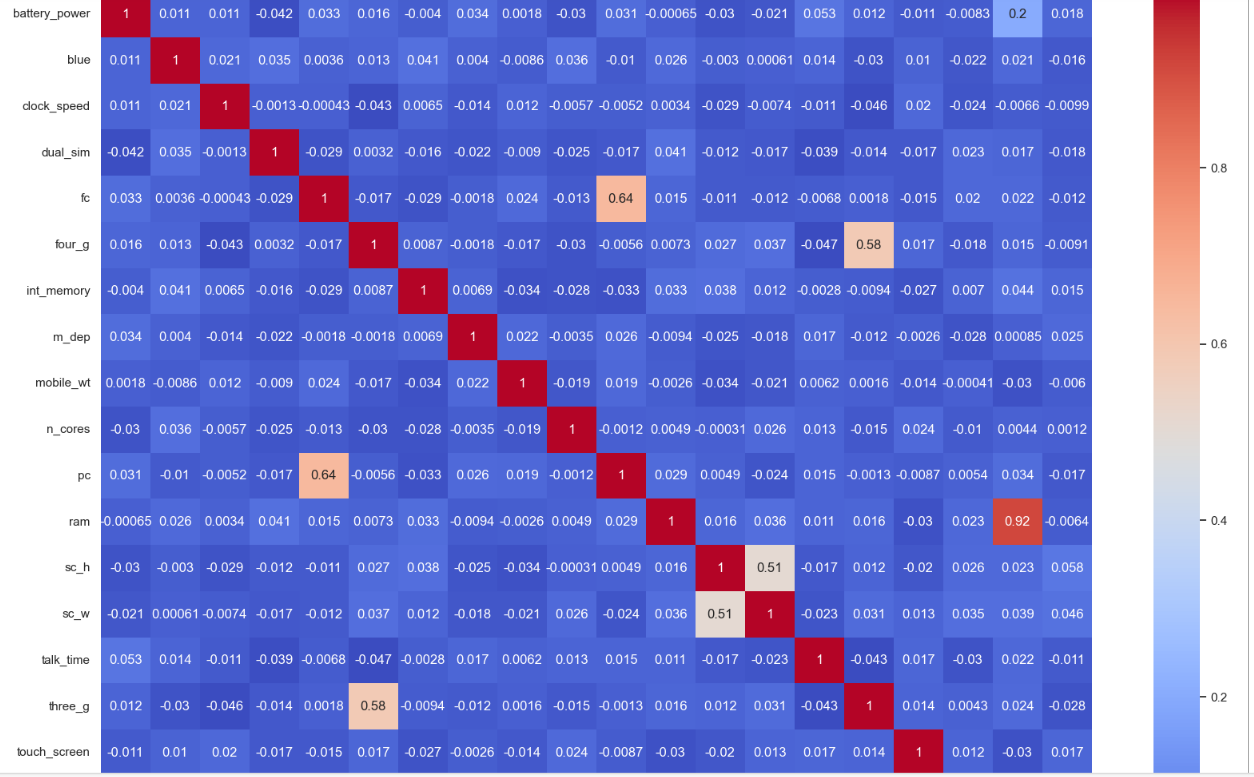 battery_power 1 0.011 0.011 -0.042 0.033 0.016 -0.004 0.034 0.0018 -0.03 0.031 -0.00065 -0.03 -0.021 0.053 0.012 -0.011 -0.0083 0.2 0.018
blue 0.011 1 0.021 0.035 0.0036 0.013 0.041 0.004 -0.0086 0.036 -0.01 0.026 -0.003 0.00061 0.014 -0.03 0.01 -0.022 0.021 -0.016
clock_speed 0.011 0.021 1 -0.0013 -0.00043 -0.043 0.0065 -0.014 0.012 -0.0057 -0.0052 0.0034 -0.029 -0.0074 -0.011 -0.046 0.02 -0.024 -0.0066 -0.0099
dual_sim -0.042 0.035 -0.0013 1 -0.029 0.0032 -0.016 -0.022 -0.009 -0.025 -0.017 0.041 -0.012 -0.017 -0.039 -0.014 -0.017 0.023 0.017 -0.018
0.8
fc 0.033 0.0036 -0.00043 -0.029 1 -0.017 -0.029 -0.0018 0.024 -0.013 0.64 0.015 -0.011 -0.012 -0.0068 0.0018 -0.015 0.02 0.022 -0.012
four_g 0.016 0.013 -0.043 0.0032 -0.017 1 0.0087 -0.0018 -0.017 -0.03 -0.0056 0.0073 0.027 0.037 -0.047 0.58 0.017 -0.018 0.015 -0.0091
int_memory -0.004 0.041 0.0065 -0.016 -0.029 0.0087 1 0.0069 -0.034 -0.028 -0.033 0.033 0.038 0.012 -0.0028 -0.0094 -0.027 0.007 0.044 0.015
m_dep 0.034 0.004 -0.014 -0.022 -0.0018 -0.0018 0.0069 1 0.022 -0.0035 0.026 -0.0094 -0.025 -0.018 0.017 -0.012 -0.0026 -0.028 0.00085 0.025
0.6
mobile_wt 0.0018 -0.0086 0.012 -0.009 0.024 -0.017 -0.034 0.022 1 -0.019 0.019 -0.0026 -0.034 -0.021 0.0062 0.0016 -0.014 -0.00041 -0.03 -0.006
n_cores -0.03 0.036 -0.0057 -0.025 -0.013 -0.03 -0.028 -0.0035 -0.019 1 -0.0012 0.0049 -0.00031 0.026 0.013 -0.015 0.024 -0.01 0.0044 0.0012
pc 0.031 -0.01 -0.0052 -0.017 0.64 -0.0056 -0.033 0.026 0.019 -0.0012 1 0.029 0.0049 -0.024 0.015 -0.0013 -0.0087 0.0054 0.034 -0.017
ram -0.00065 0.026 0.0034 0.041 0.015 0.0073 0.033 -0.0094 -0.0026 0.0049 0.029 1 0.016 0.036 0.011 0.016 -0.03 0.023 0.92 -0.0064
0.4
sc_h -0.03 -0.003 -0.029 -0.012 -0.011 0.027 0.038 -0.025 -0.034 -0.00031 0.0049 0.016 1 0.51 -0.017 0.012 -0.02 0.026 0.023 0.058
sc_w -0.021 0.00061 -0.0074 -0.017 -0.012 0.037 0.012 -0.018 -0.021 0.026 -0.024 0.036 0.51 1 -0.023 0.031 0.013 0.035 0.039 0.046
talk_time 0.053 0.014 -0.011 -0.039 -0.0068 -0.047 -0.0028 0.017 0.0062 0.013 0.015 0.011 -0.017 -0.023 1 -0.043 0.017 -0.03 0.022 -0.011
0.2
three_g 0.012 -0.03 -0.046 -0.014 0.0018 0.58 -0.0094 -0.012 0.0016 -0.015 -0.0013 0.016 0.012 0.031 -0.043 1 0.014 0.0043 0.024 -0.028
touch_screen -0.011 0.01 0.02 -0.017 -0.015 0.017 -0.027 -0.0026 -0.014 0.024 -0.0087 -0.03 -0.02 0.013 0.017 0.014 1 0.012 -0.03 0.017